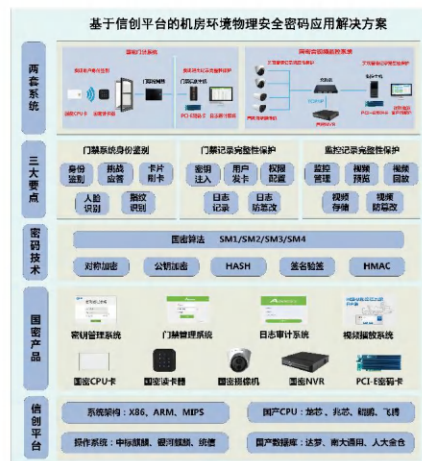 基于信创平台的机房环境物理安全密码应用解决方案
两套系统
国密CPU卡
三大要点
门禁系统身份鉴别
门禁记录完整性保护
监控记录完整性保护
身份鉴别
挑战应答
卡片刷卡
人脸识别
指纹识别
密钥注入
用户发卡
权限配置
日志记录
日志防篡改
监控管理
视频预览
视频回放
视频存储
视频防篡改
密码技术
国密算法 SM1/SM2/SM3/SM4
对称加密
公钥加密
HASH
签名验签
HMAC
国密产品
密钥管理系统
门禁管理系统
日志审计系统
视频播放系统
国密CPU卡
国密读卡器
国密摄像机
国密NVR
PCI-E密码卡
信创平台
系统架构：X86、ARM、MIPS
国产CPU：龙芯、兆芯、鲲鹏、飞腾
操作系统：中标麒麟、银河麒麟、统信
国产数据库：达梦、南大通用、人大金仓